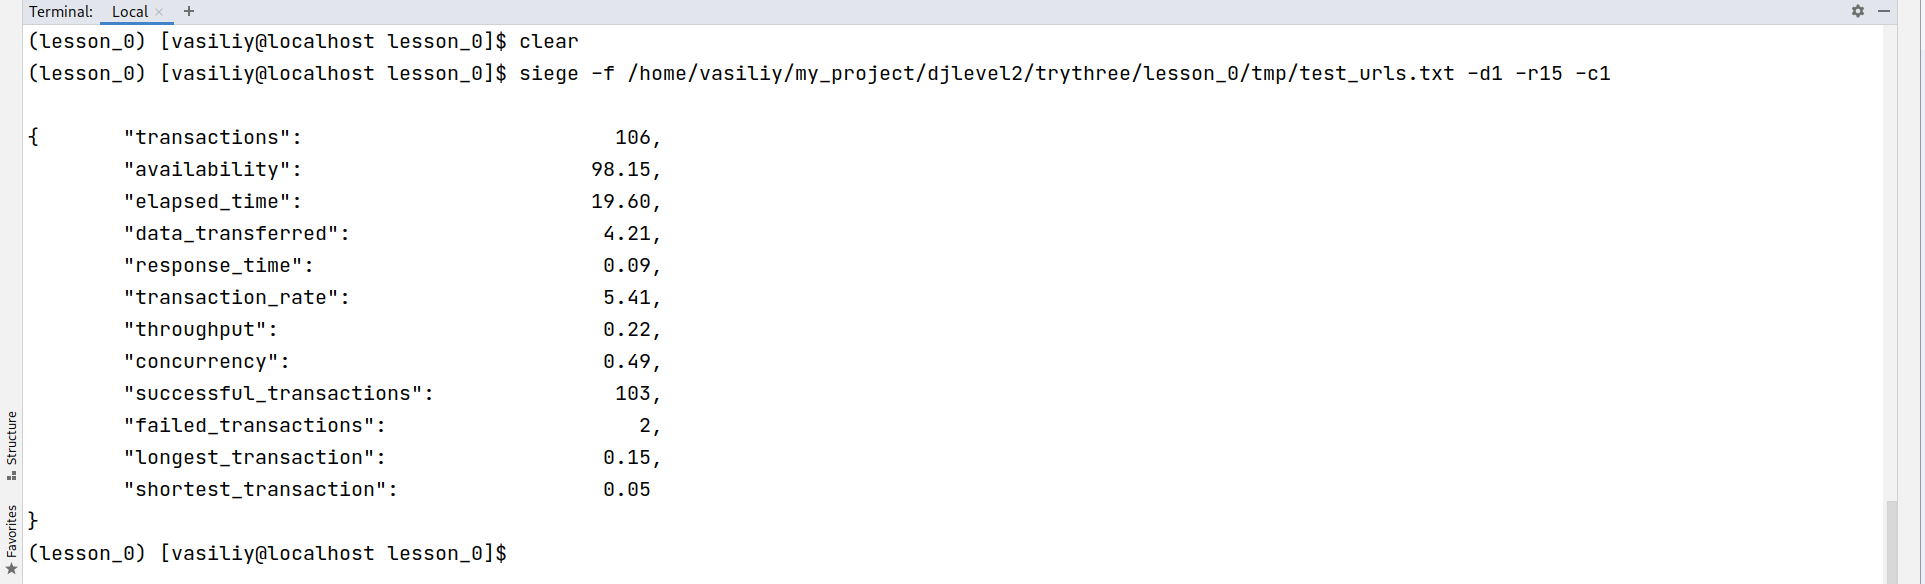 Terminal: Local × +
(lesson_0) [vasiliy@localhost lesson_0]$ clear
(lesson_0) [vasiliy@localhost lesson_0]$ siege -f /home/vasiliy/my_project/djlevel2/trythree/lesson_0/tmp/test_urls.txt -d1 -r15 -c1
{ "transactions": 106,
"availability": 98.15,
"elapsed_time": 19.60,
"data_transferred": 4.21,
"response_time": 0.09,
"transaction_rate": 5.41,
"throughput": 0.22,
"concurrency": 0.49,
"successful_transactions": 103,
"failed_transactions": 2,
"longest_transaction": 0.15,
"shortest_transaction": 0.05
}
(lesson_0) [vasiliy@localhost lesson_0]$
Structure
Favorites